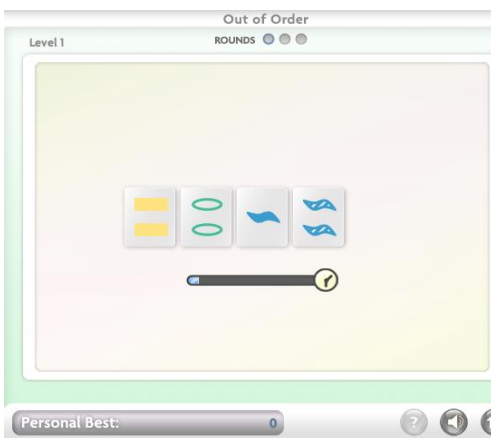 Out of Order
Level 1
ROUNDS
Personal Best: 0
?